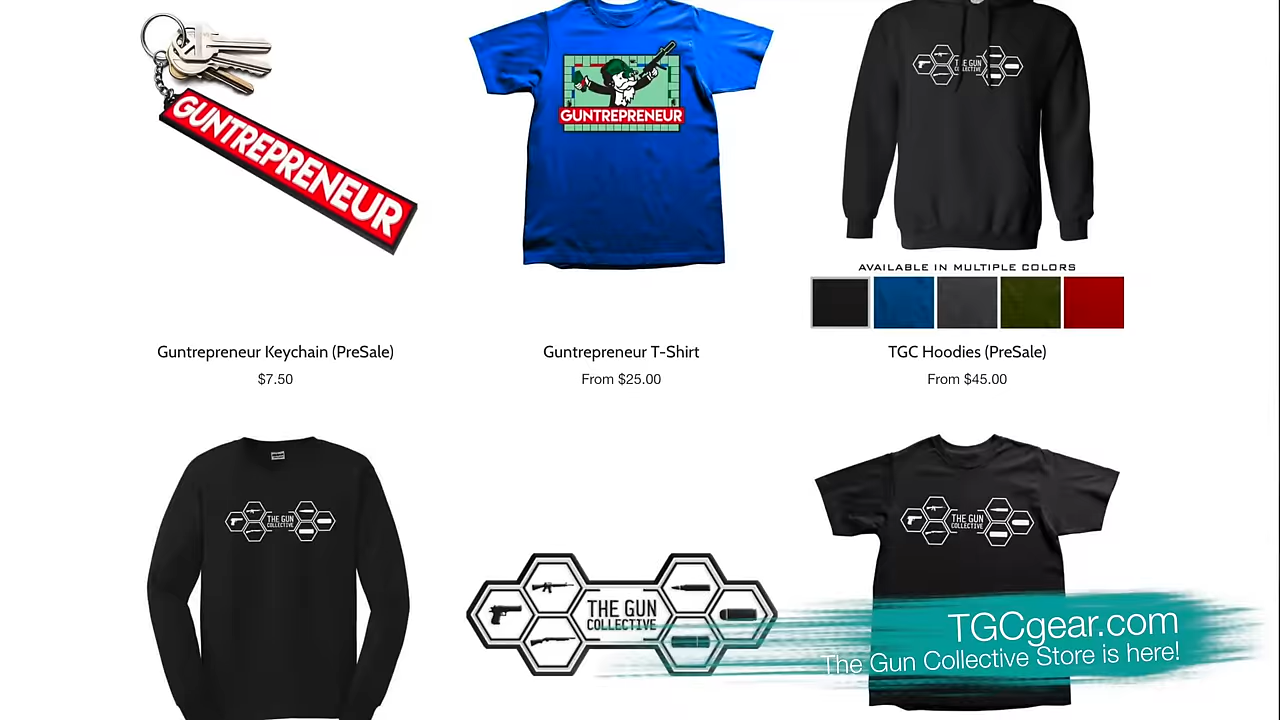 GUNTREPRENEUR
GUNTREPRENEUR
THE GUN
COLLECTIVE
AVAILABLE IN MULTIPLE COLORS
Guntrepreneur Keychain (PreSale)
$7.50
Guntrepreneur T-Shirt
From $25.00
TGC Hoodies (PreSale)
From $45.00
THE GUN
COLLECTIVE
THE GUN
COLLECTIVE
THE GUN
COLLECTIVE
TGCgear.com
The Gun Collective Store is here!